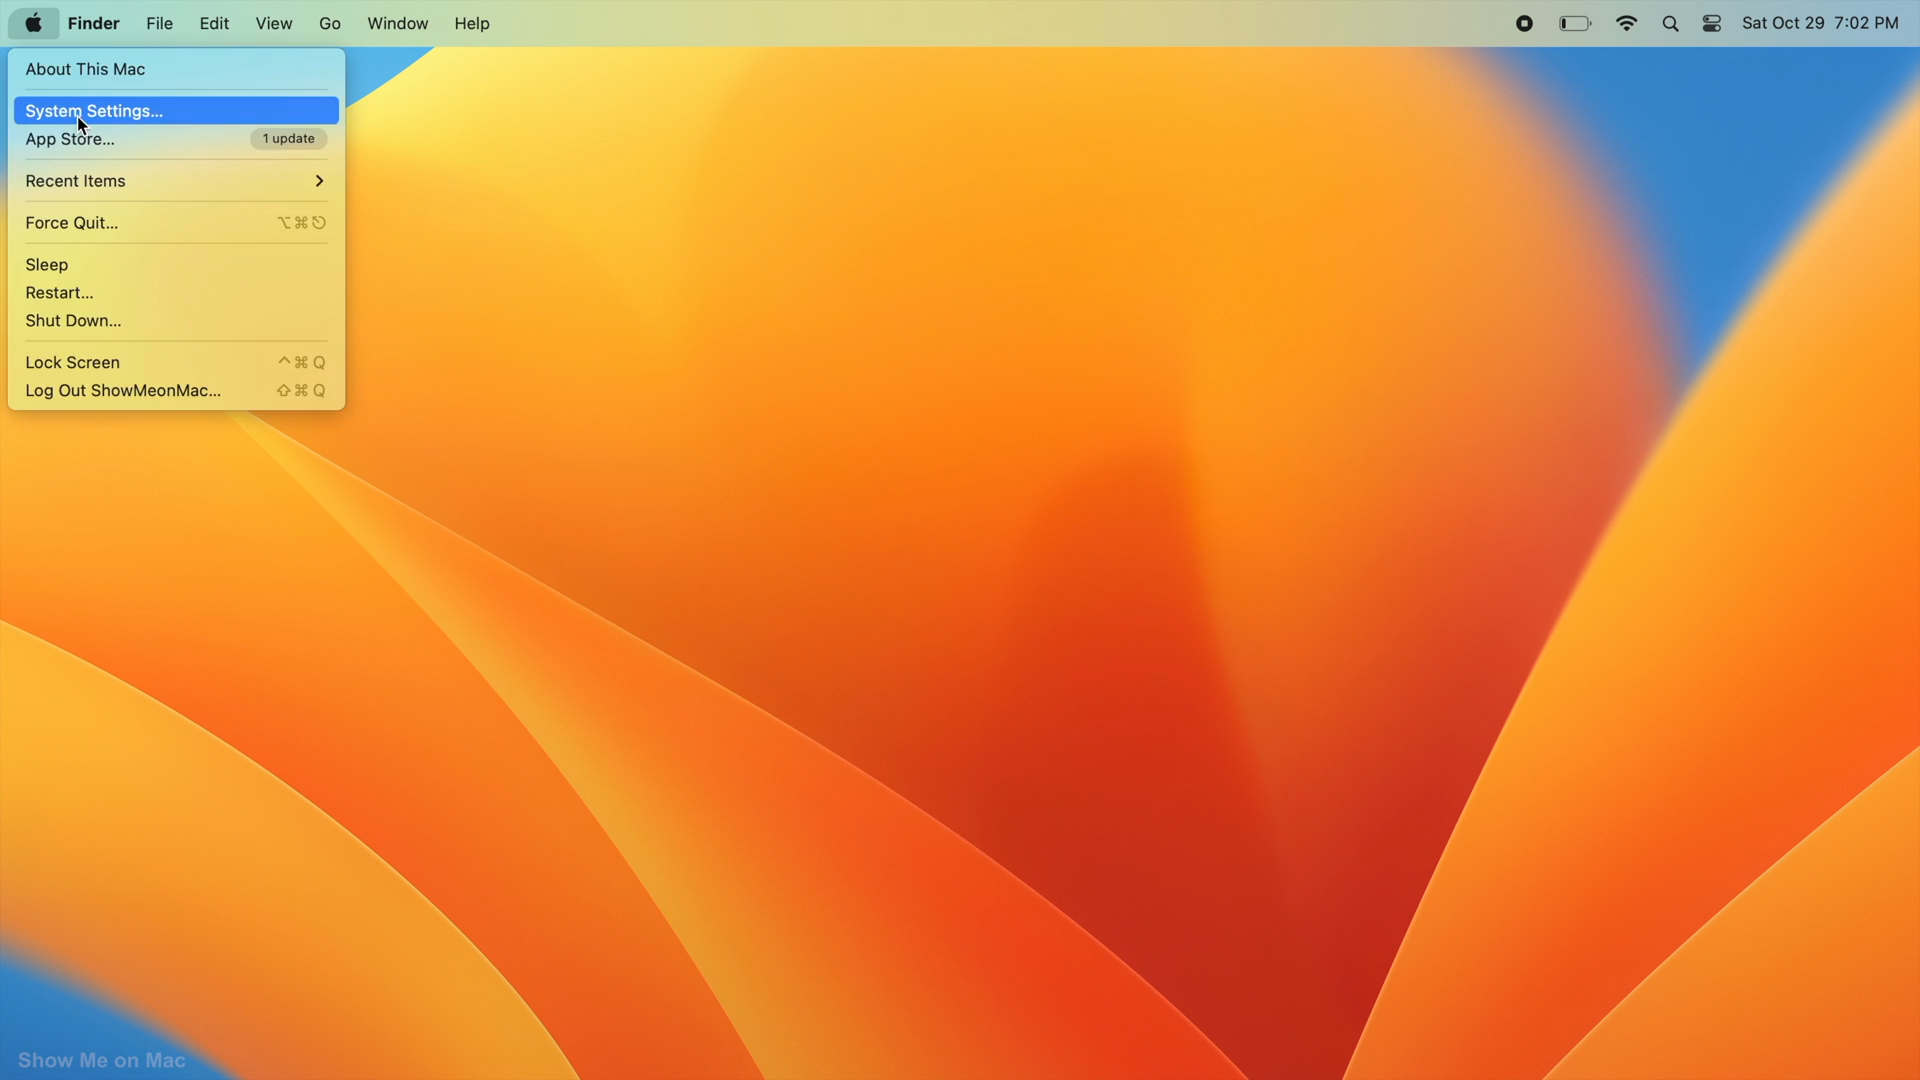 Finder File Edit View Go Window Help Sat Oct 29 7:02 PM
About This Mac
System Settings...
App Store... 1 update
Recent Items
Force Quit... ⌥⌘⎋
Sleep
Restart...
Shut Down...
Lock Screen ^⌘Q
Log Out ShowMeonMac... ⇧⌘Q
Show Me on Mac